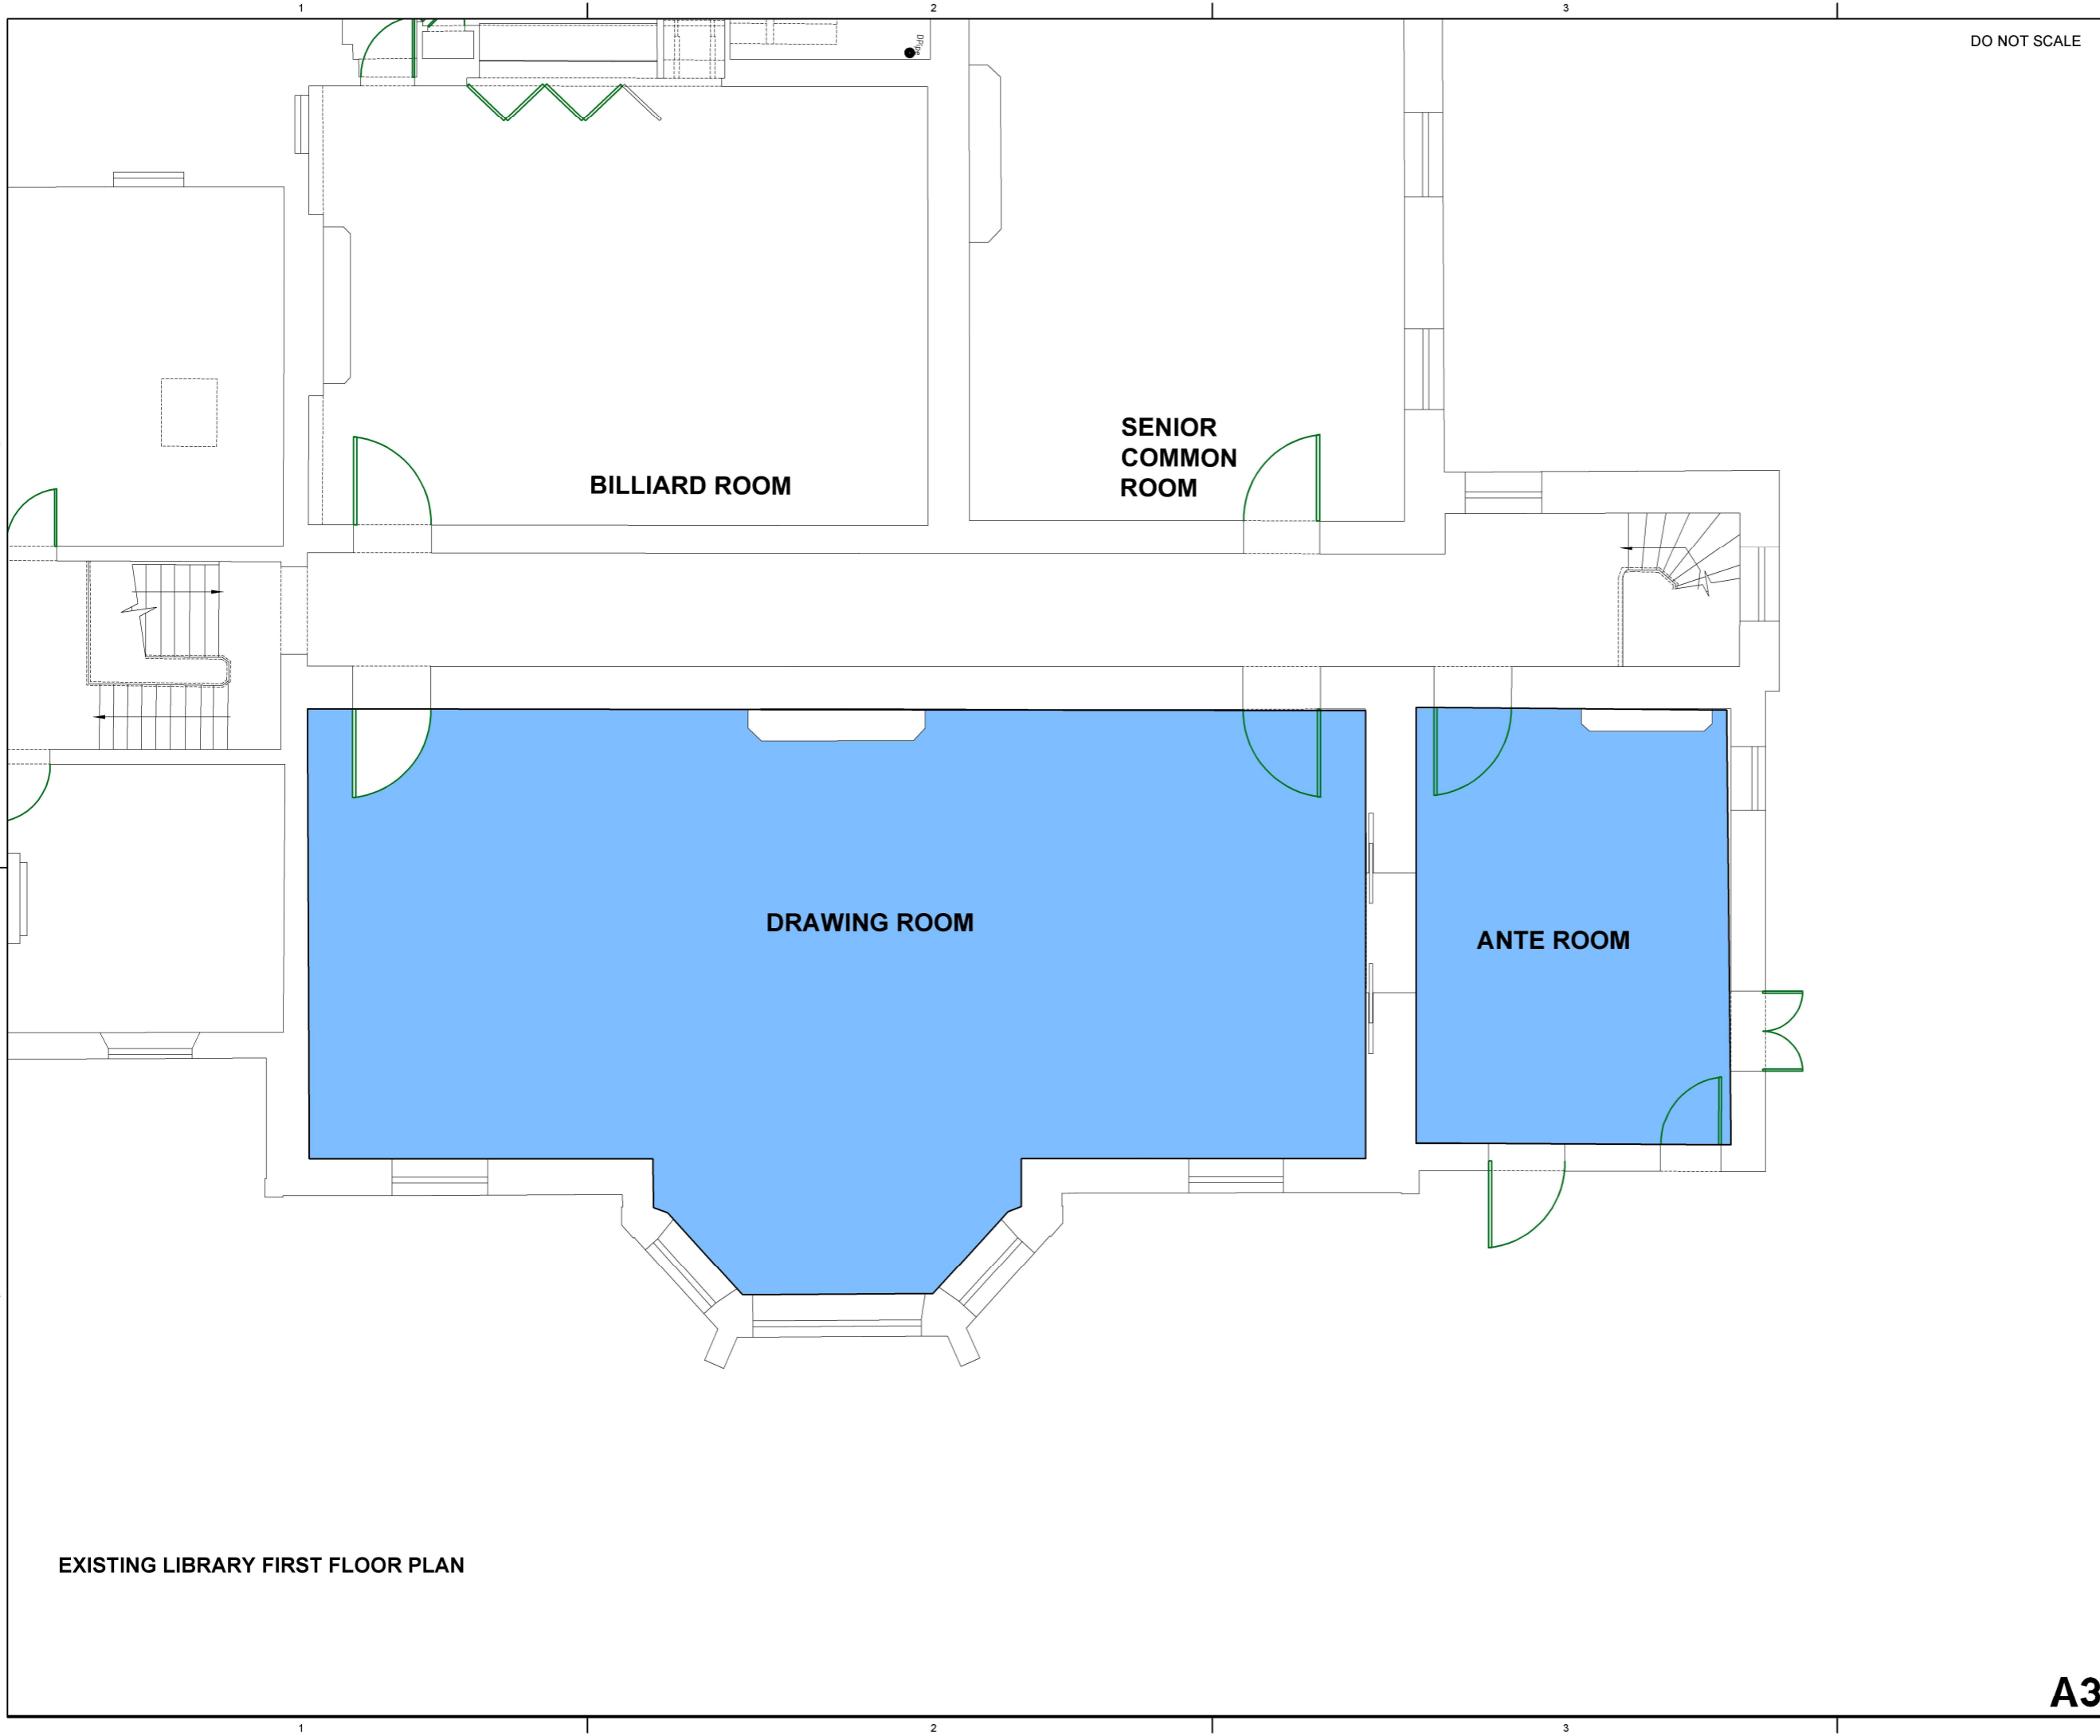 1 2 3
DO NOT SCALE
DPipe
SENIOR
COMMON
ROOM
BILLIARD ROOM
DRAWING ROOM
ANTE ROOM
EXISTING LIBRARY FIRST FLOOR PLAN
A3
1 2 3